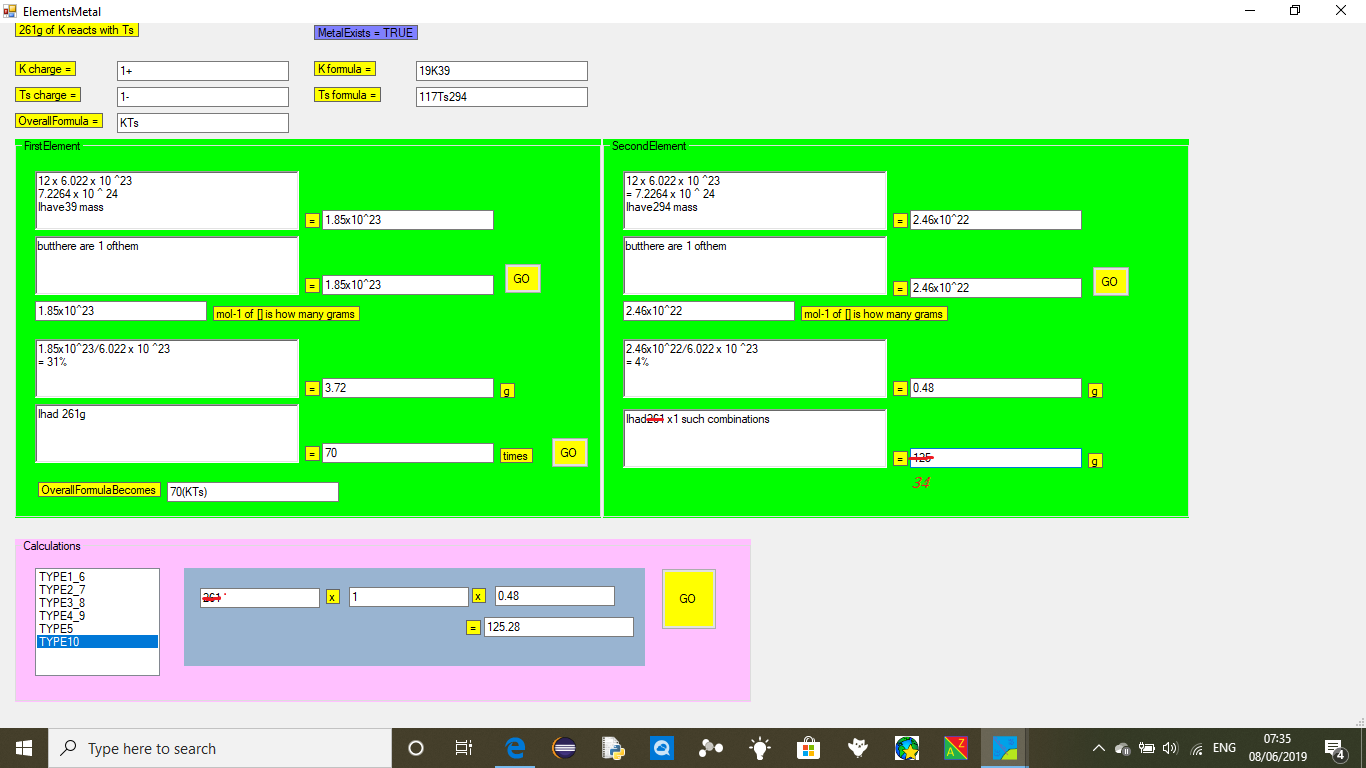 ElementsMetal
261g of K reacts with Ts
MetalExists = TRUE
K charge =
1+
K formula =
19K39
Ts charge =
1-
Ts formula =
117Ts294
OverallFormula =
KTs
FirstElement
12 x 6.022 x 10 ^23
7.2264 x 10 ^ 24
Ihave39 mass
=
1.85x10^23
butthere are 1 ofthem
=
1.85x10^23
GO
1.85x10^23
mol-1 of [] is how many grams
1.85x10^23/6.022 x 10 ^23
= 31%
=
3.72
g
Ihad 261g
=
70
times
GO
OverallFormulaBecomes
70(KTs)
SecondElement
12 x 6.022 x 10 ^23
= 7.2264 x 10 ^ 24
Ihave294 mass
=
2.46x10^22
butthere are 1 ofthem
=
2.46x10^22
GO
2.46x10^22
mol-1 of [] is how many grams
2.46x10^22/6.022 x 10 ^23
= 4%
=
0.48
g
Ihad261 x1 such combinations
=
125
g
34
Calculations
TYPE1_6
TYPE2_7
TYPE3_8
TYPE4_9
TYPE5
TYPE10
261
x
1
x
0.48
=
125.28
GO
Type here to search
ENG
07:35
08/06/2019
4